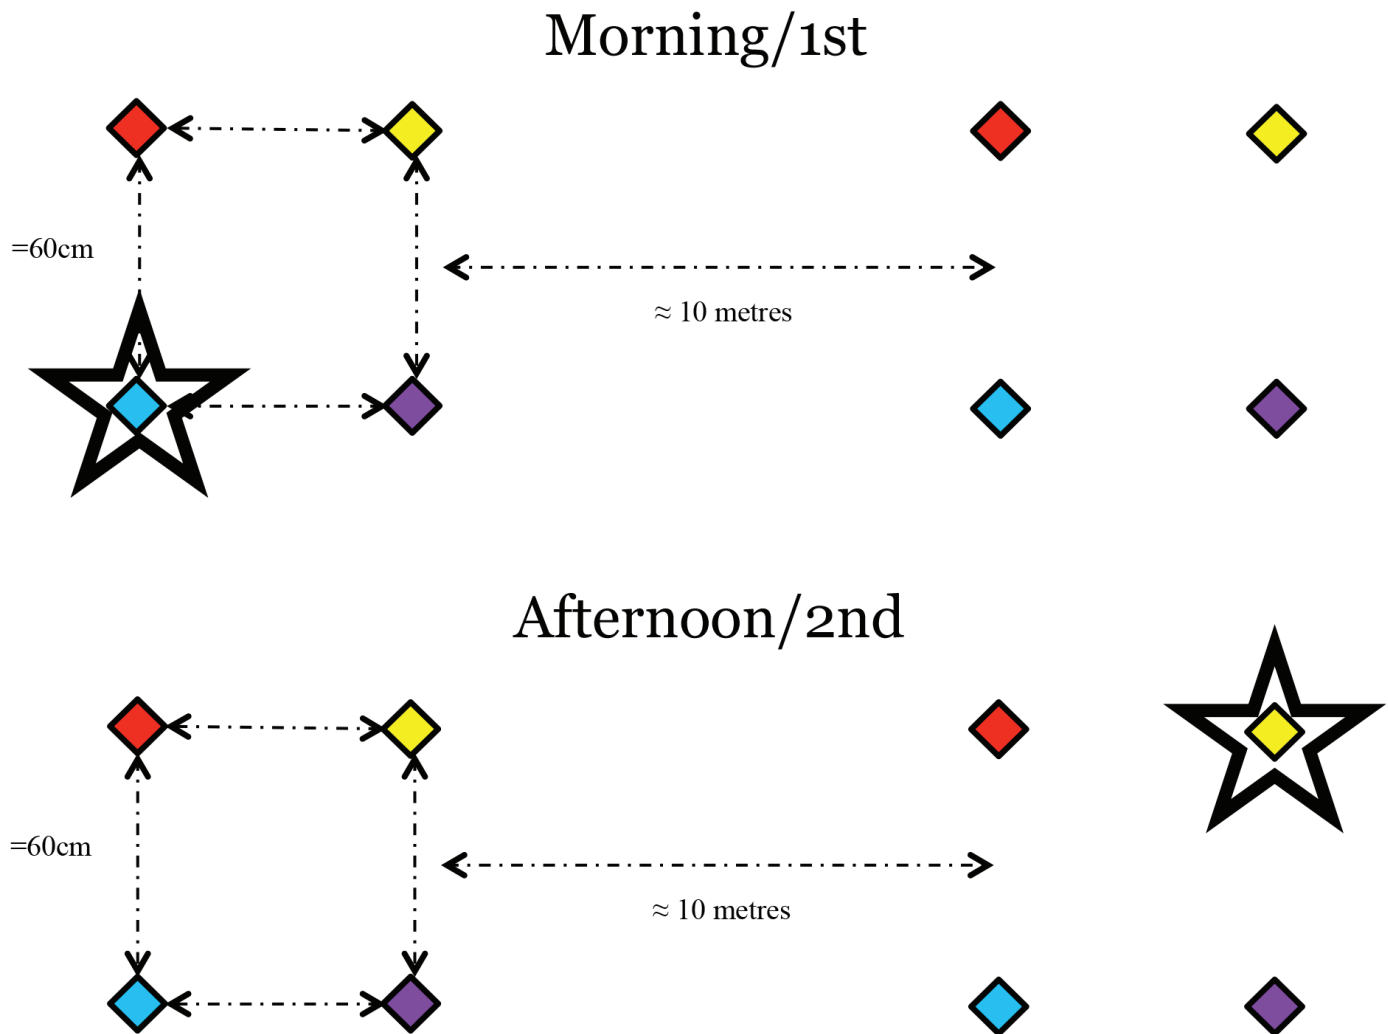 Morning/1st
=60cm
≈ 10 metres
Afternoon/2nd
=60cm
≈ 10 metres